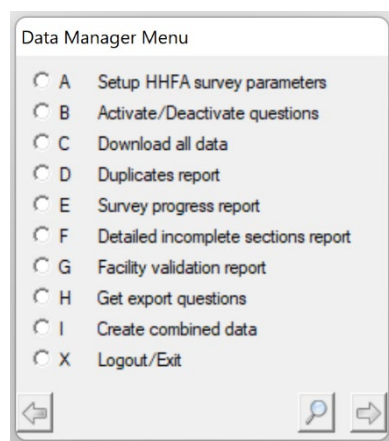 Data Manager Menu
A Setup HHFA survey parameters
B Activate/Deactivate questions
C Download all data
D Duplicates report
E Survey progress report
F Detailed incomplete sections report
G Facility validation report
H Get export questions
I Create combined data
X Logout/Exit